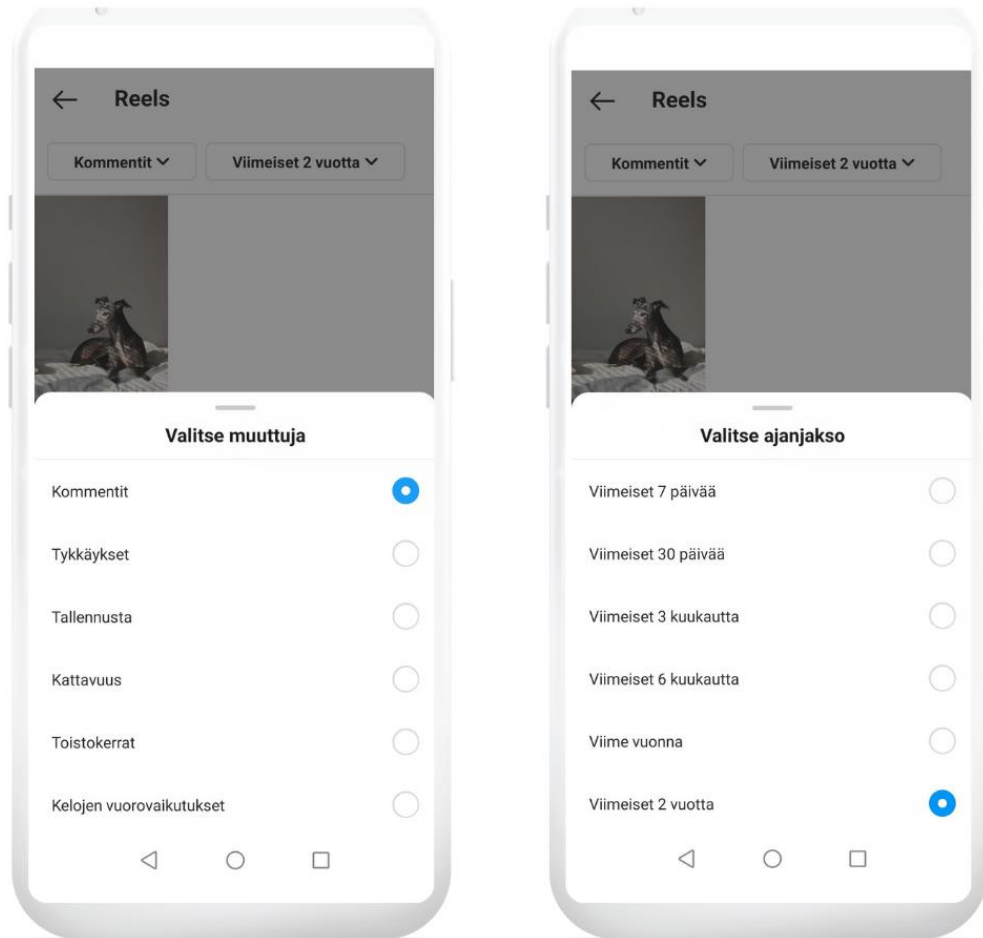 Reels
Kommentit
Viimeiset 2 vuotta
Valitse muuttuja
Kommentit
Tykkäykset
Tallennusta
Kattavuus
Toistokerrat
Kelojen vuorovaikutukset
Reels
Kommentit
Viimeiset 2 vuotta
Valitse ajanjakso
Viimeiset 7 päivää
Viimeiset 30 päivää
Viimeiset 3 kuukautta
Viimeiset 6 kuukautta
Viime vuonna
Viimeiset 2 vuotta